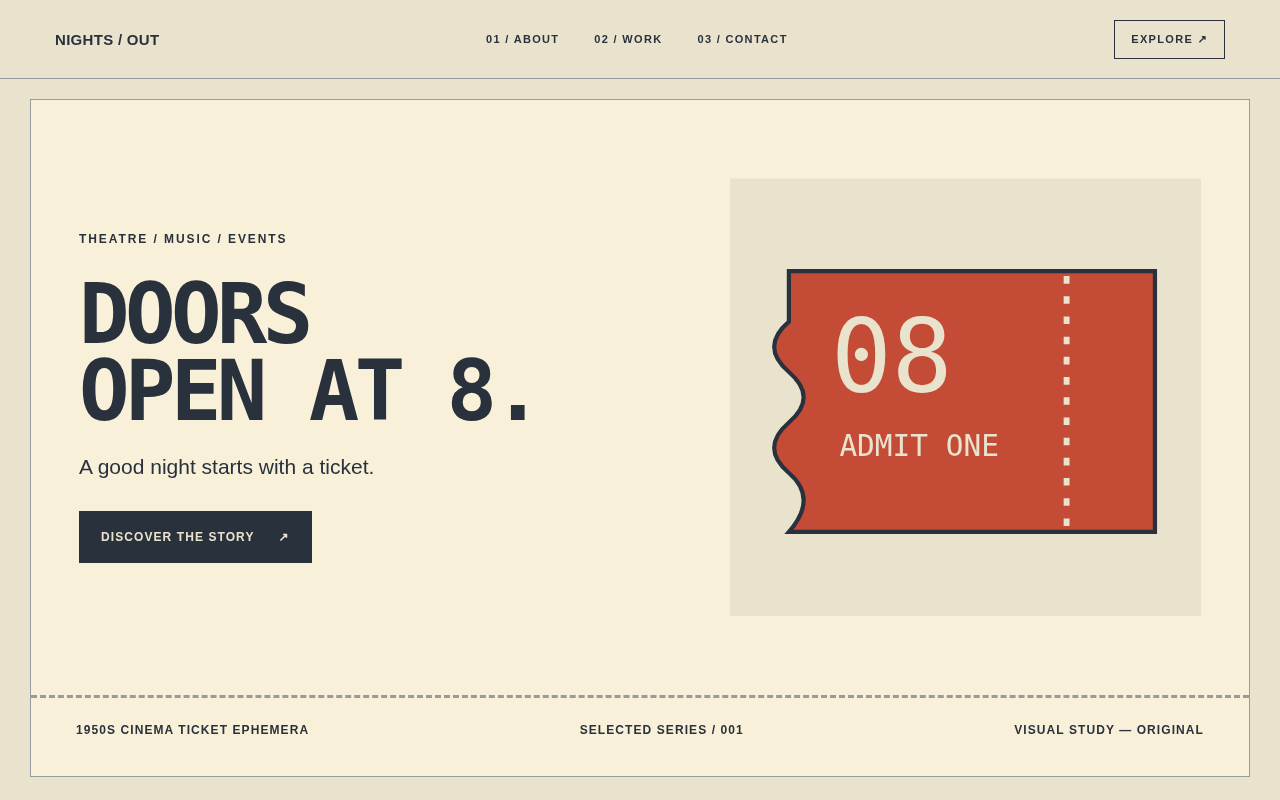 NIGHTS / OUT
01 / ABOUT
02 / WORK
03 / CONTACT
EXPLORE ↗
THEATRE / MUSIC / EVENTS
DOORS
OPEN AT 8.
A good night starts with a ticket.
DISCOVER THE STORY ↗
08
ADMIT ONE
1950S CINEMA TICKET EPHEMERA
SELECTED SERIES / 001
VISUAL STUDY — ORIGINAL